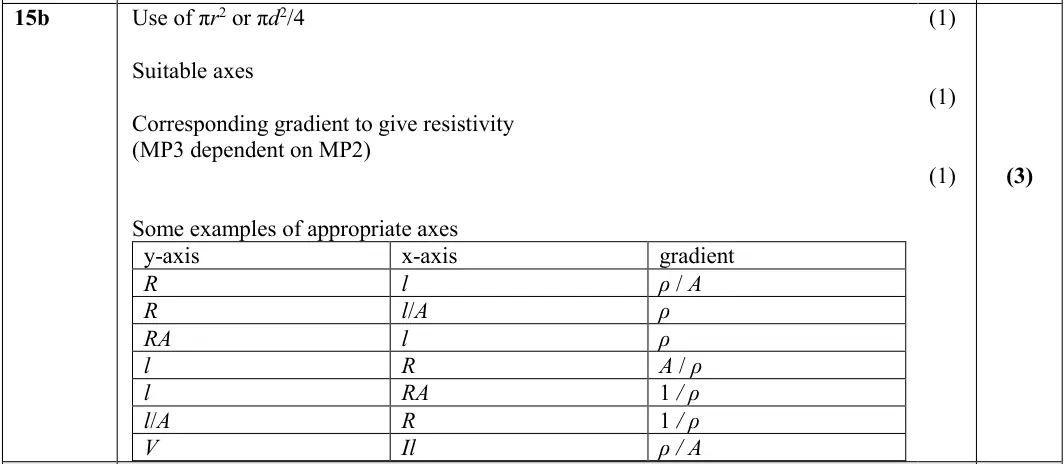 15b Use of πr² or πd²/4 (1)
Suitable axes
(1)
Corresponding gradient to give resistivity
(MP3 dependent on MP2)
(1) (3)
Some examples of appropriate axes
y-axis x-axis gradient
R l ρ / A
R l/A ρ
RA l ρ
l R A / ρ
l RA 1 / ρ
l/A R 1 / ρ
V Il ρ / A